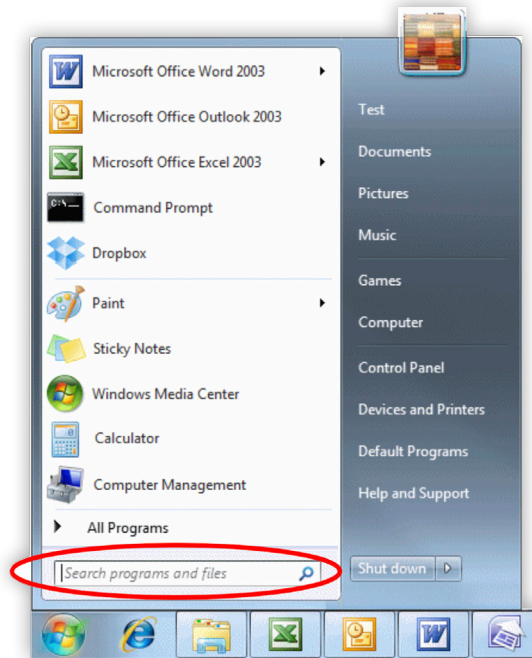 Microsoft Office Word 2003
Microsoft Office Outlook 2003
Microsoft Office Excel 2003
C:\_
Command Prompt
Dropbox
Paint
Sticky Notes
Windows Media Center
Calculator
Computer Management
All Programs
Search programs and files
Test
Documents
Pictures
Music
Games
Computer
Control Panel
Devices and Printers
Default Programs
Help and Support
Shut down